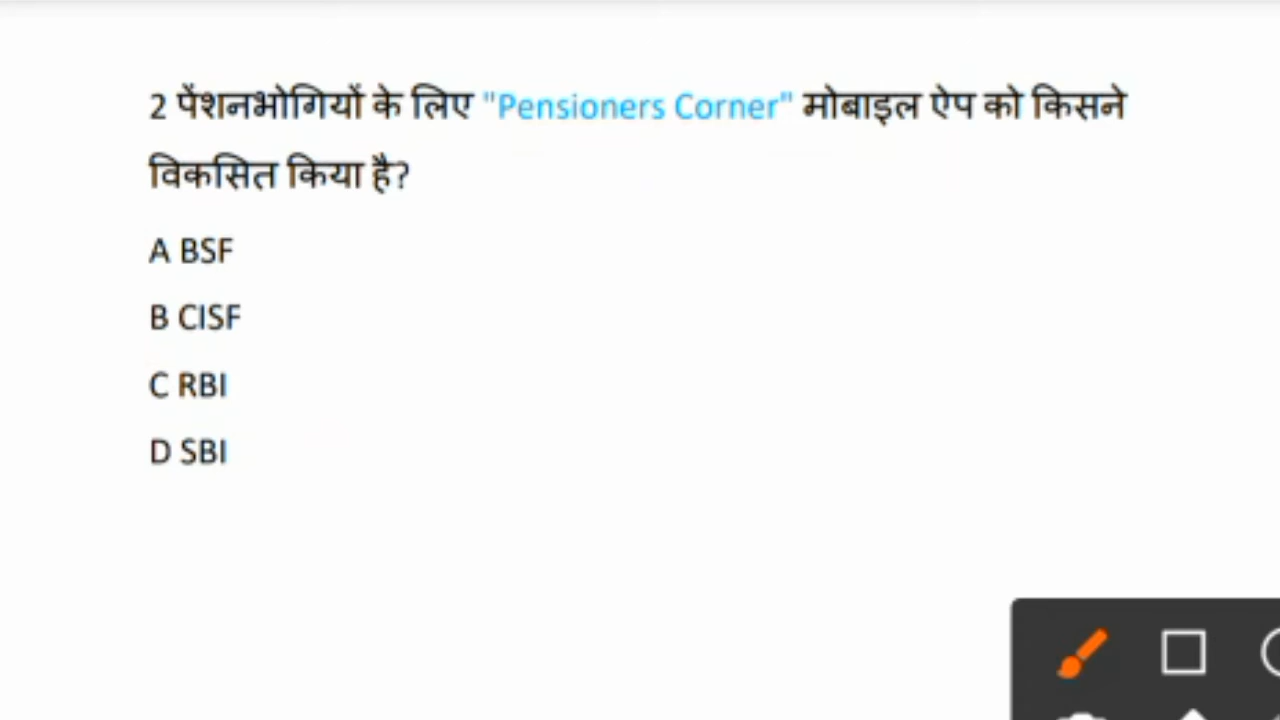 2 पेंशनभोगियों के लिए "Pensioners Corner" मोबाइल ऐप को किसने
विकसित किया है?
A BSF
B CISF
C RBI
D SBI